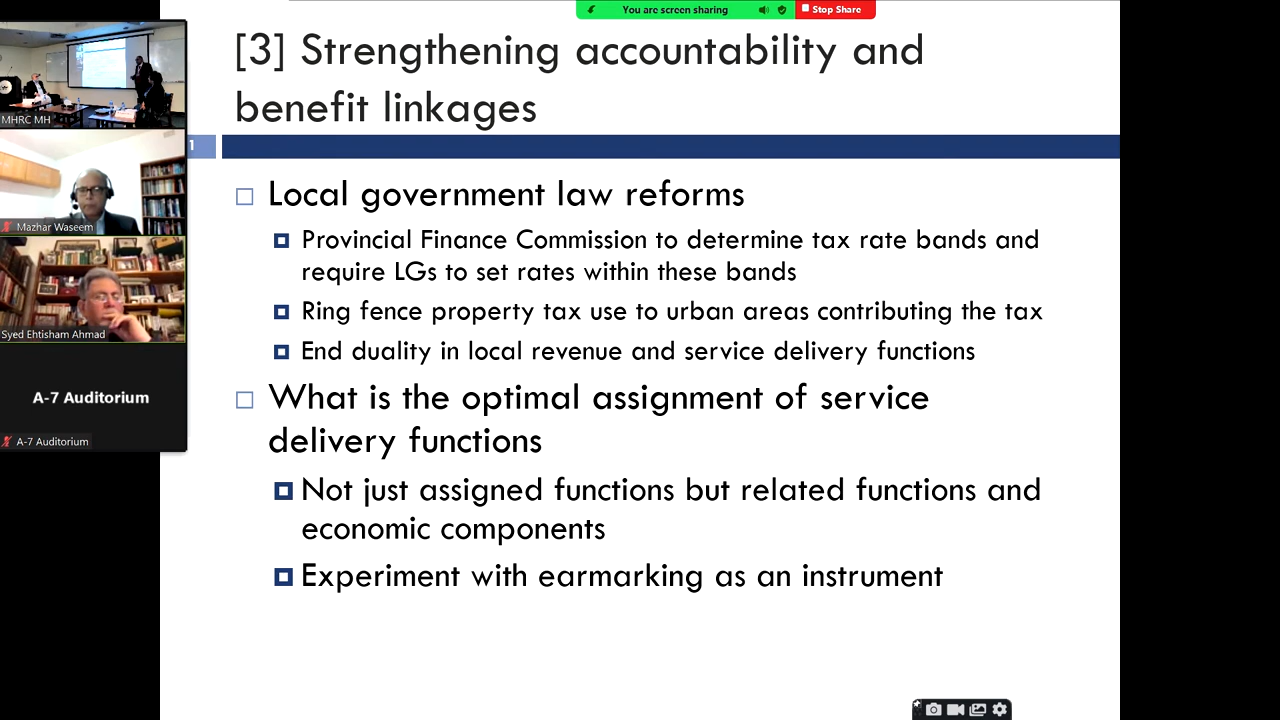 You are screen sharing
Stop Share
[3] Strengthening accountability and
benefit linkages
1
MHRC MH
Mazhar Waseem
Syed Ehtisham Ahmad
A-7 Auditorium
A-7 Auditorium
Local government law reforms
Provincial Finance Commission to determine tax rate bands and
require LGs to set rates within these bands
Ring fence property tax use to urban areas contributing the tax
End duality in local revenue and service delivery functions
What is the optimal assignment of service
delivery functions
Not just assigned functions but related functions and
economic components
Experiment with earmarking as an instrument